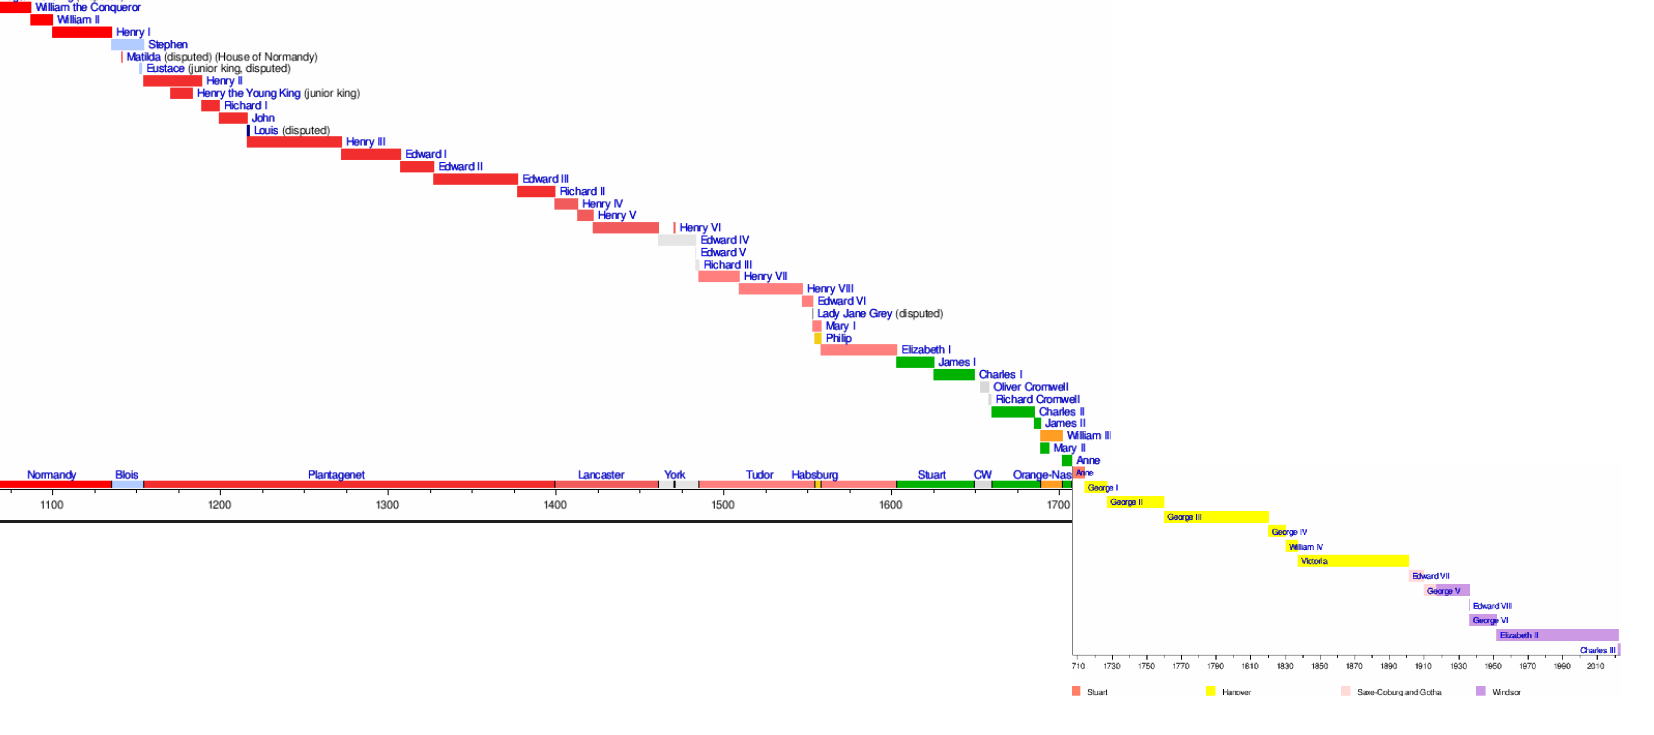 William the Conqueror
William II
Henry I
Stephen
Matilda (disputed) (House of Normandy)
Eustace (junior king, disputed)
Henry II
Henry the Young King (junior king)
Richard I
John
Louis (disputed)
Henry III
Edward I
Edward II
Edward III
Richard II
Henry IV
Henry V
Henry VI
Edward IV
Edward V
Richard III
Henry VII
Henry VIII
Edward VI
Lady Jane Grey (disputed)
Mary I
Philip
Elizabeth I
James I
Charles I
Oliver Cromwell
Richard Cromwell
Charles II
James II
William III
Mary II
Anne
Anne
Normandy Blois Plantagenet Lancaster York Tudor Habsburg Stuart CW Orange-Nas
1100 1200 1300 1400 1500 1600 1700
George I
George II
George III
George IV
William IV
Victoria
Edward VII
George V
Edward VIII
George VI
Elizabeth II
Charles III
710 1730 1750 1770 1790 1810 1830 1850 1870 1890 1910 1930 1950 1970 1990 2010
Stuart Hanover Saxe-Coburg and Gotha Windsor